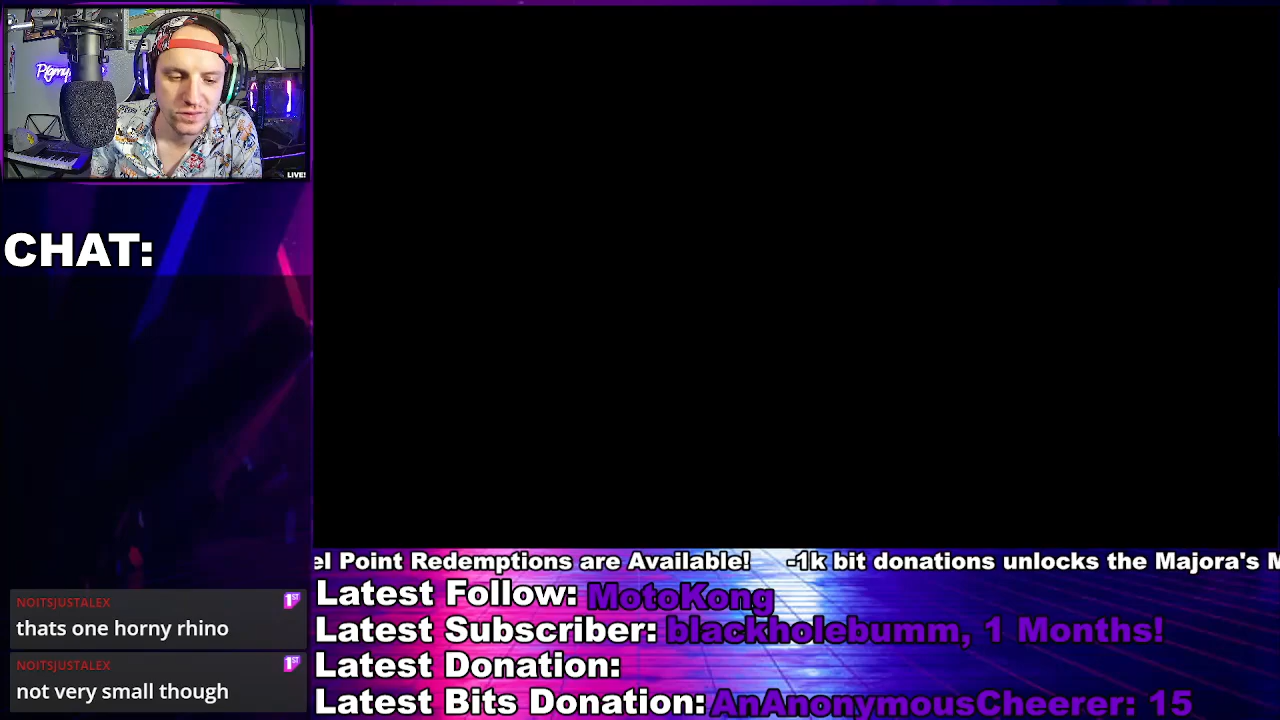 LIVE!
CHAT:
el Point Redemptions are Available! -1k bit donations unlocks the Majora's M
Latest Follow: MotoKong
Latest Subscriber: blackholebumm, 1 Months!
Latest Donation:
Latest Bits Donation: AnAnonymousCheerer: 15
NOITSJUSTALEX 1ST
thats one horny rhino
NOITSJUSTALEX 1ST
not very small though